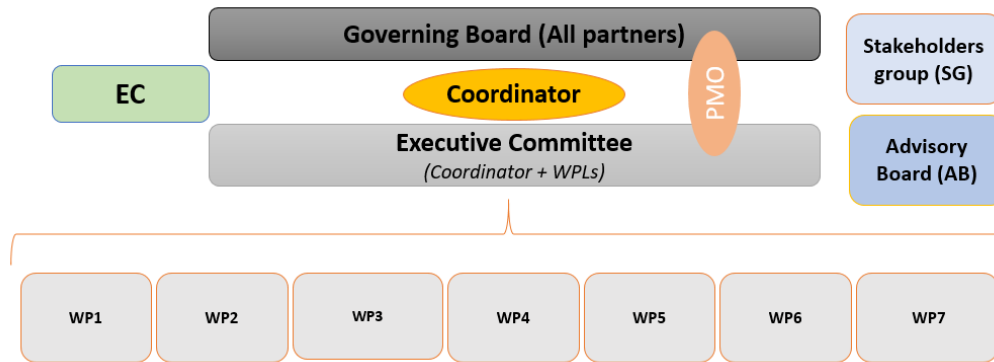 Governing Board (All partners)
Stakeholders
group (SG)
EC
Coordinator
PMO
Executive Committee
(Coordinator + WPLs)
Advisory
Board (AB)
WP1
WP2
WP3
WP4
WP5
WP6
WP7